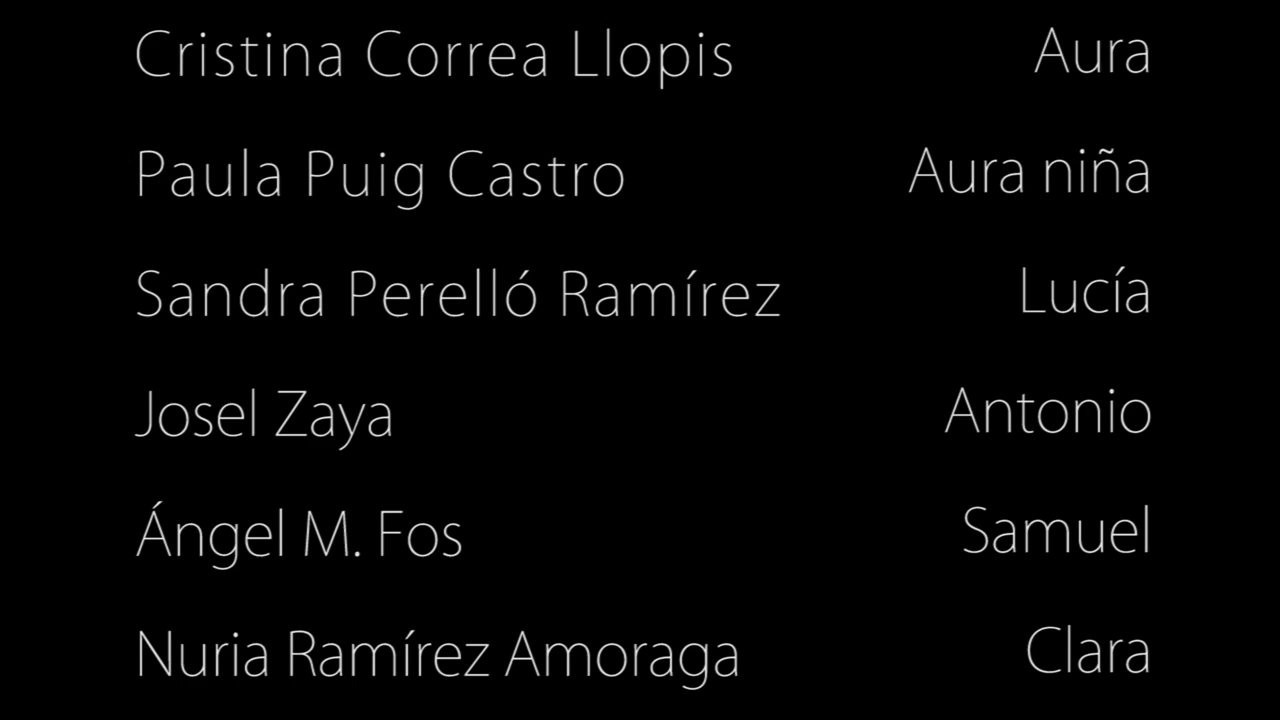 Cristina Correa Llopis Aura
Paula Puig Castro Aura niña
Sandra Perelló Ramírez Lucía
Josel Zaya Antonio
Ángel M. Fos Samuel
Nuria Ramírez Amoraga Clara